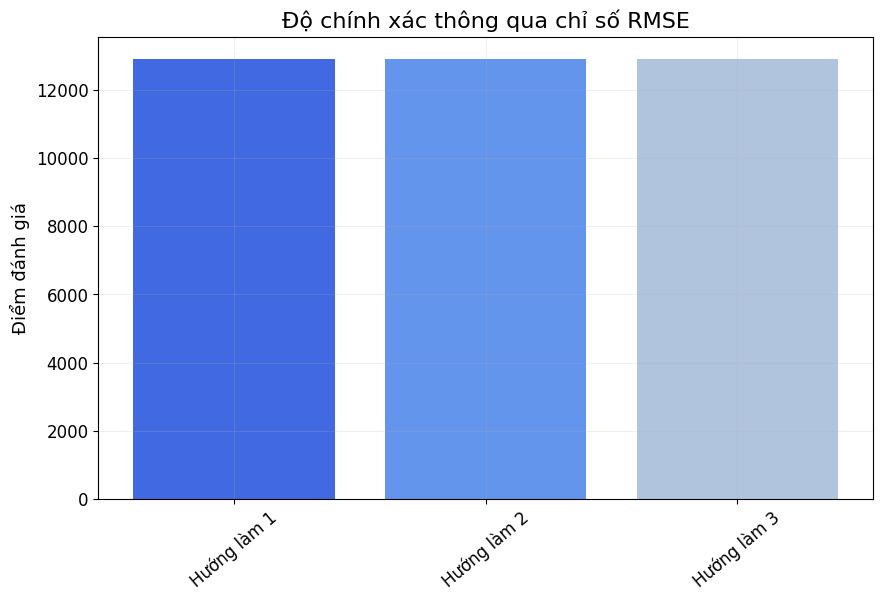 Độ chính xác thông qua chỉ số RMSE
Điểm đánh giá
12000
10000
8000
6000
4000
2000
0
Hướng làm 1
Hướng làm 2
Hướng làm 3